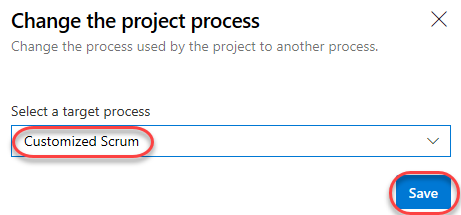 Change the project process
Change the process used by the project to another process.
Select a target process
Customized Scrum
Save